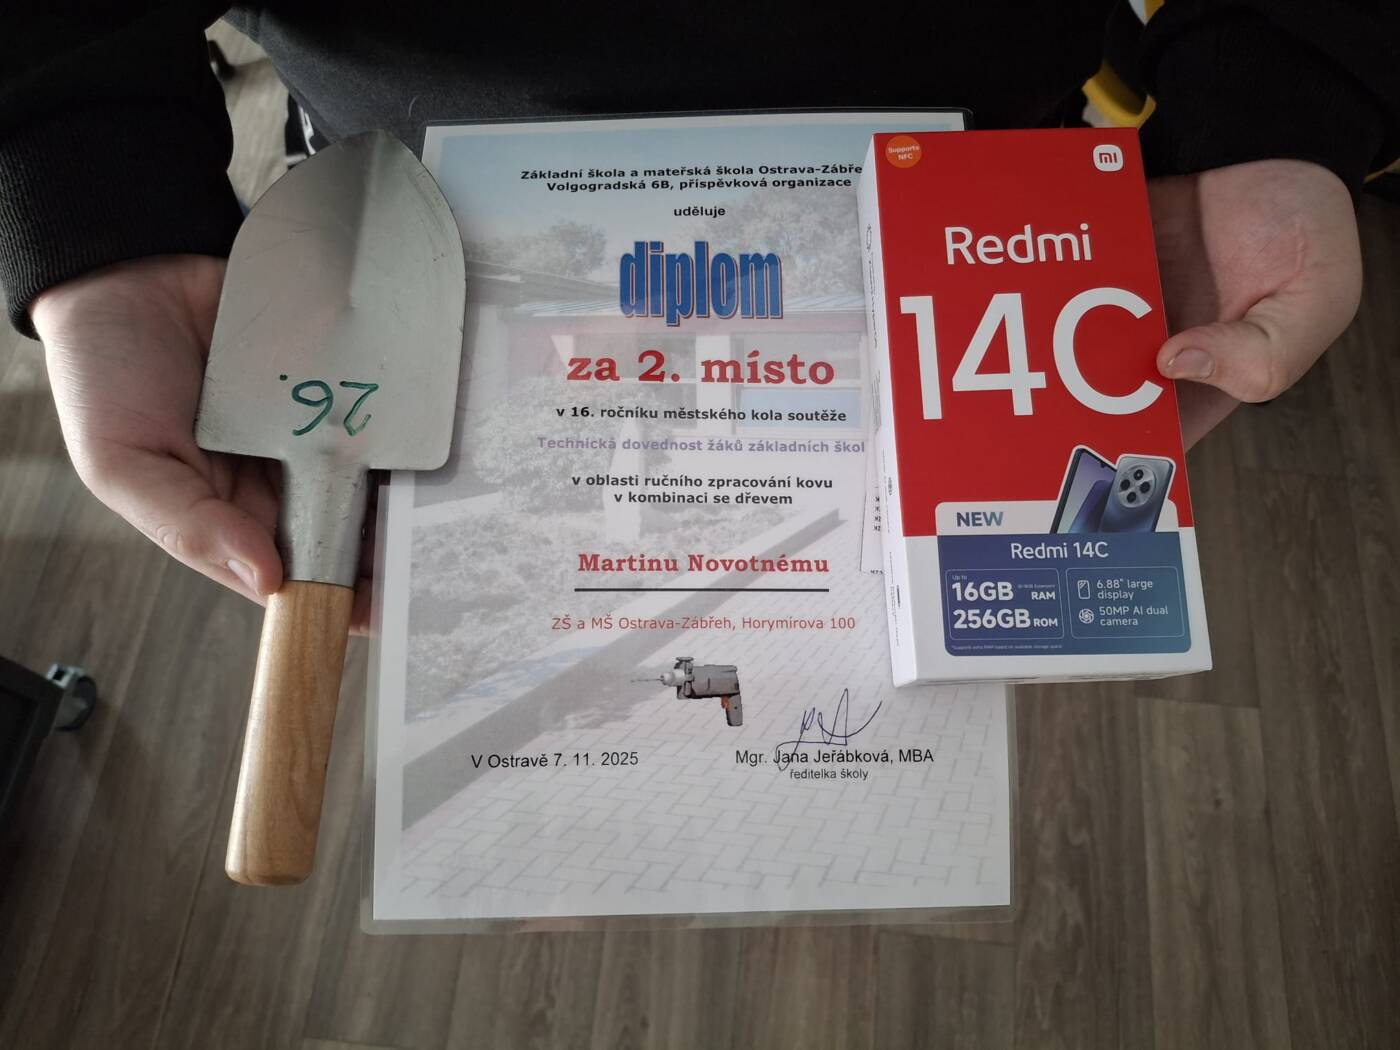 26.
Základní škola a mateřská škola Ostrava-Zábře
Volgogradská 6B, příspěvková organizace
uděluje
diplom
za 2. místo
v 16. ročníku městského kola soutěže
Technická dovednost žáků základních škol
v oblasti ručního zpracování kovu
v kombinaci se dřevem
Martinu Novotnému
ZŠ a MŠ Ostrava-Zábřeh, Horymírova 100
V Ostravě 7. 11. 2025
Mgr. Jana Jeřábková, MBA
ředitelka školy
Supports
NFC
mi
Redmi
14C
NEW
Redmi 14C
Up to
16GB RAM
256GB ROM
6.88" large
display
50MP AI dual
camera